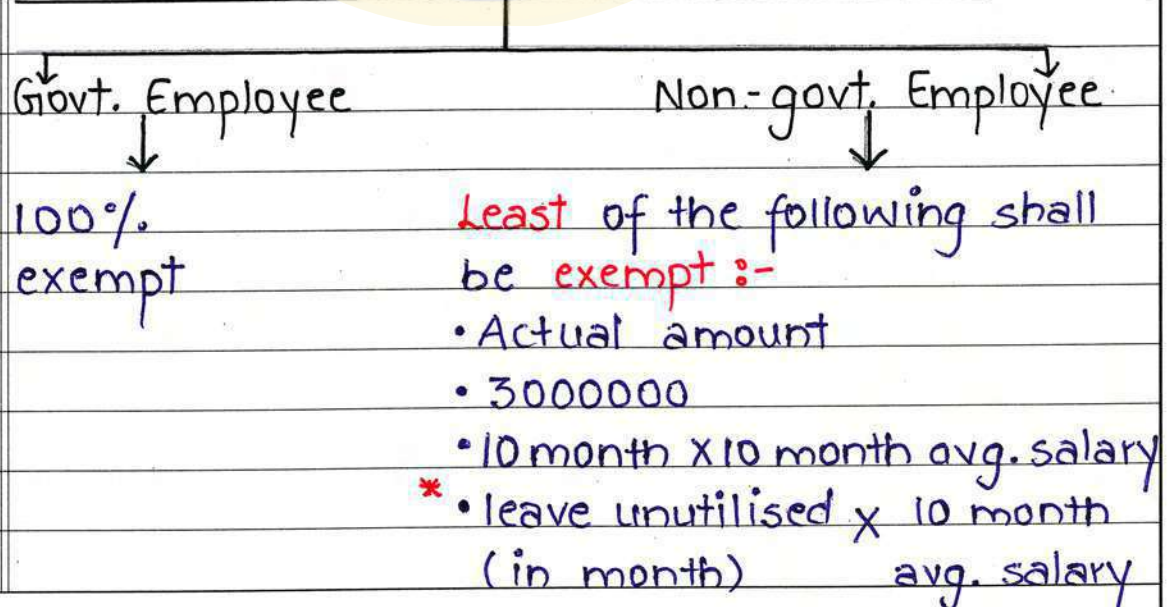 Govt. Employee
Non-govt. Employee
100%
exempt
Least of the following shall
be exempt :-
• Actual amount
• 3000000
• 10 month X 10 month avg. salary
* • leave unutilised x 10 month
(in month) avg. salary